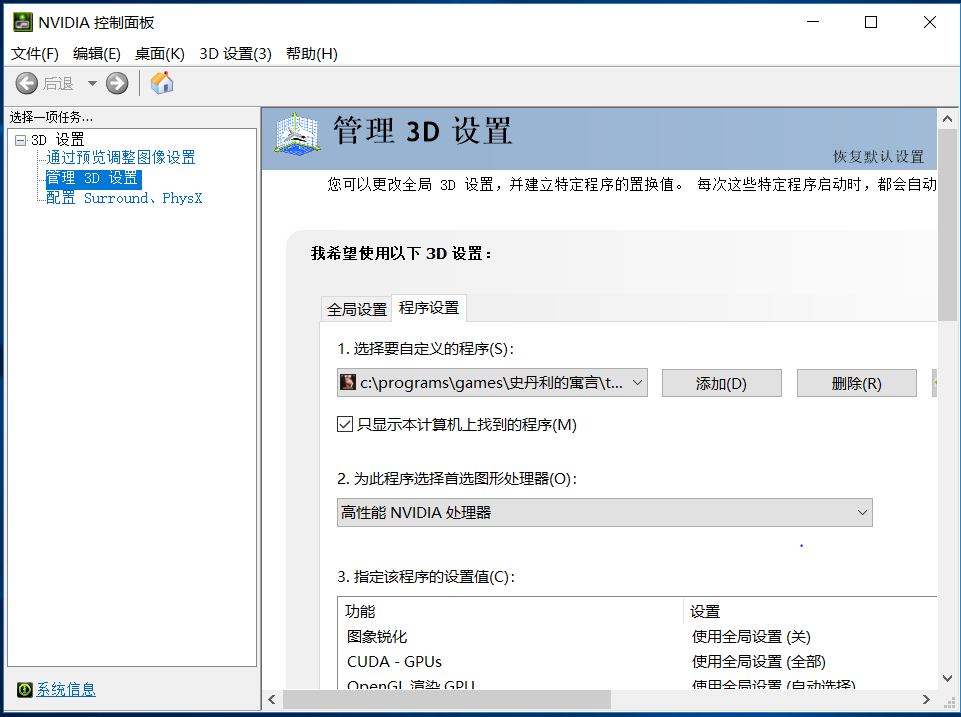 NVIDIA 控制面板
文件(F) 编辑(E) 桌面(K) 3D 设置(3) 帮助(H)
后退
选择一项任务...
3D 设置
通过预览调整图像设置
管理 3D 设置
配置 Surround、PhysX
系统信息
管理 3D 设置
恢复默认设置
您可以更改全局 3D 设置，并建立特定程序的置换值。 每次这些特定程序启动时，都会自动
我希望使用以下 3D 设置：
全局设置 程序设置
1. 选择要自定义的程序(S):
c:\programs\games\史丹利的寓言\t... 添加(D) 删除(R)
只显示本计算机上找到的程序(M)
2. 为此程序选择首选图形处理器(O):
高性能 NVIDIA 处理器
3. 指定该程序的设置值(C):
功能 设置
图象锐化 使用全局设置 (关)
CUDA - GPUs 使用全局设置 (全部)
OpenGL 渲染 GPU 使用全局设置 (自动选择)